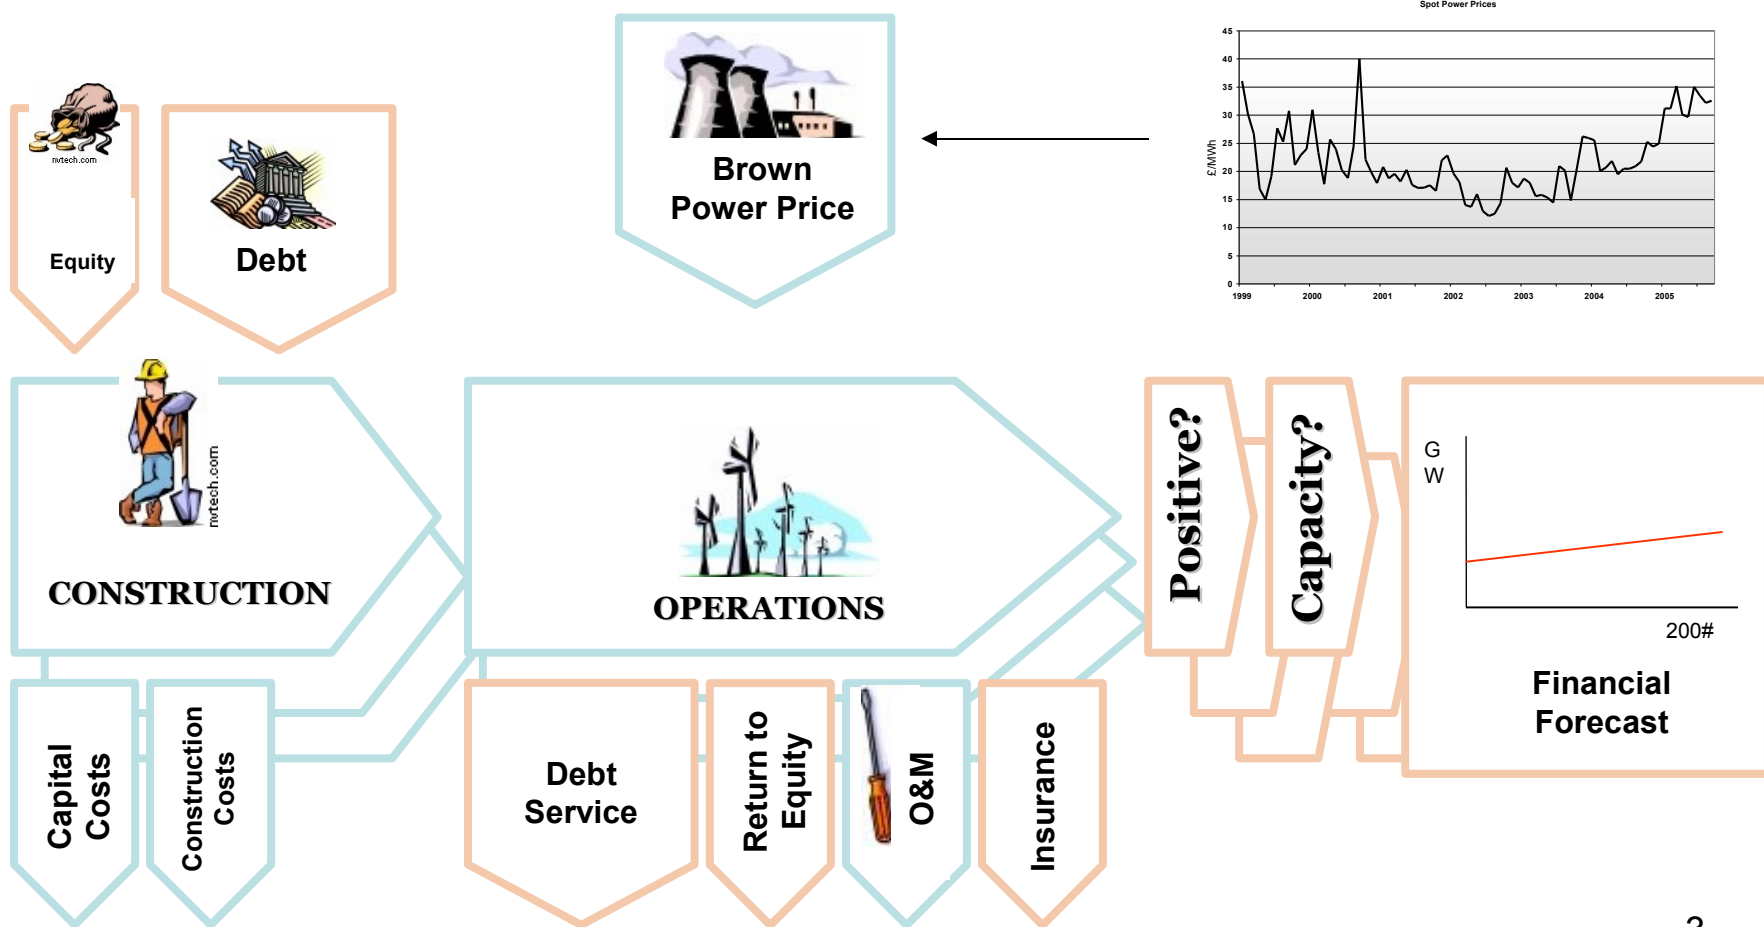 Spot Power Prices
45
40
35
30
25
20
15
10
5
0
£/MWh
1999
2000
2001
2002
2003
2004
2005
nvtech.com
Equity
Debt
Brown
Power Price
nvtech.com
CONSTRUCTION
OPERATIONS
Positive?
Capacity?
G
W
200#
Financial
Forecast
Capital
Costs
Construction
Costs
Debt
Service
Return to
Equity
O&M
Insurance